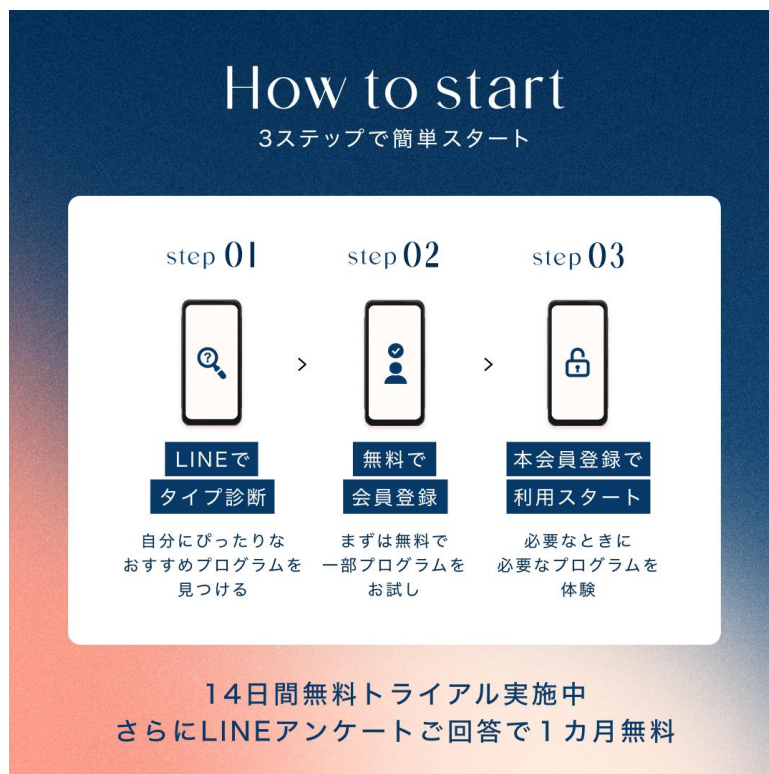 How to start
3ステップで簡単スタート
step 01
LINEで
タイプ診断
自分にぴったりな
おすすめプログラムを
見つける
step 02
無料で
会員登録
まずは無料で
一部プログラムを
お試し
step 03
本会員登録で
利用スタート
必要なときに
必要なプログラムを
体験
14日間無料トライアル実施中
さらにLINEアンケートご回答で1カ月無料